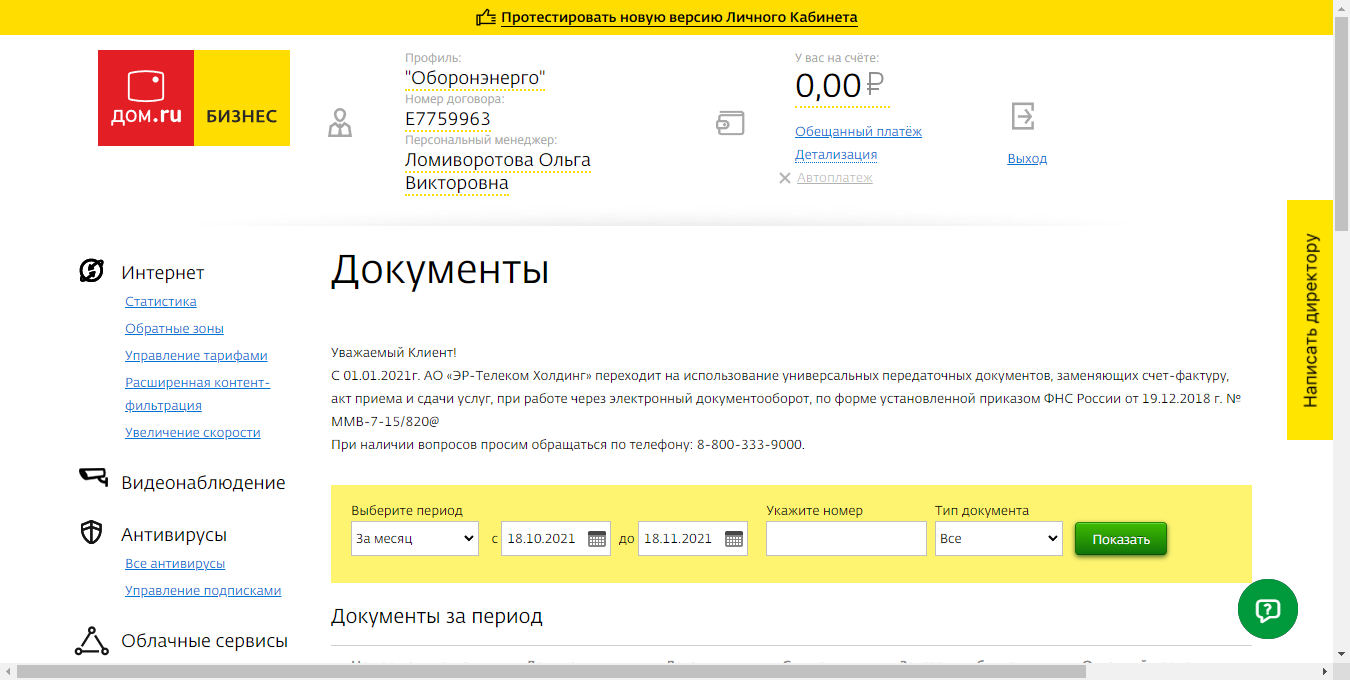 Протестировать новую версию Личного Кабинета
ДОМ.ru
БИЗНЕС
Профиль:
"Оборонэнерго"
Номер договора:
E7759963
Персональный менеджер:
Ломиворотова Ольга
Викторовна
У вас на счёте:
0,00 ₽
Обещанный платёж
Детализация
Автоплатеж
Выход
Написать директору
Интернет
Статистика
Обратные зоны
Управление тарифами
Расширенная контент-
фильтрация
Увеличение скорости
Видеонаблюдение
Антивирусы
Все антивирусы
Управление подписками
Облачные сервисы
Документы
Уважаемый Клиент!
С 01.01.2021г. АО «ЭР-Телеком Холдинг» переходит на использование универсальных передаточных документов, заменяющих счет-фактуру,
акт приема и сдачи услуг, при работе через электронный документооборот, по форме установленной приказом ФНС России от 19.12.2018 г. №
ММВ-7-15/820@
При наличии вопросов просим обращаться по телефону: 8-800-333-9000.
Выберите период
Укажите номер
Тип документа
За месяц с 18.10.2021 до 18.11.2021 Все Показать
Документы за период